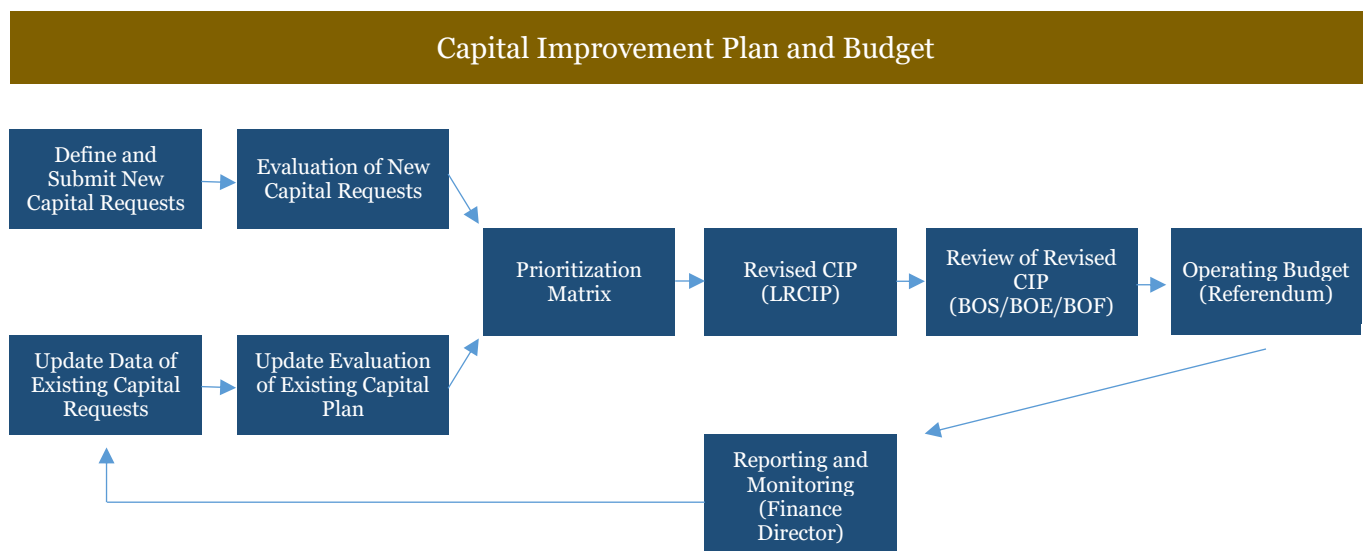 Capital Improvement Plan and Budget
Define and
Submit New
Capital Requests
Evaluation of New
Capital Requests
Prioritization
Matrix
Revised CIP
(LRCIP)
Review of Revised
CIP
(BOS/BOE/BOF)
Operating Budget
(Referendum)
Update Data of
Existing Capital
Requests
Update Evaluation
of Existing Capital
Plan
Reporting and
Monitoring
(Finance
Director)